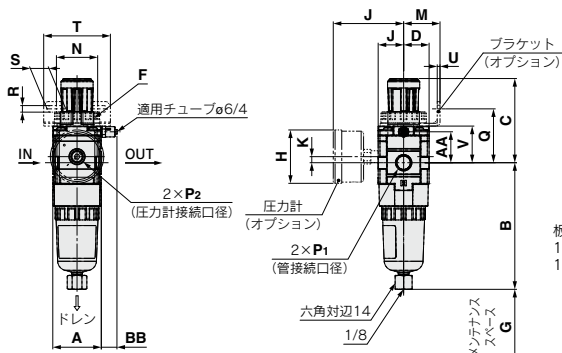 T
N
S
F
R
適用チューブø6/4
IN
OUT
2×P2
(圧力計接続口径)
ドレン
A
BB
J
M
J
D
U
ブラケット
(オプション)
K
H
AA
V
Q
C
圧力計
(オプション)
2×P1
(管接続口径)
B
六角対辺14
1/8
メンテナンス
スペース
G
板
1
1